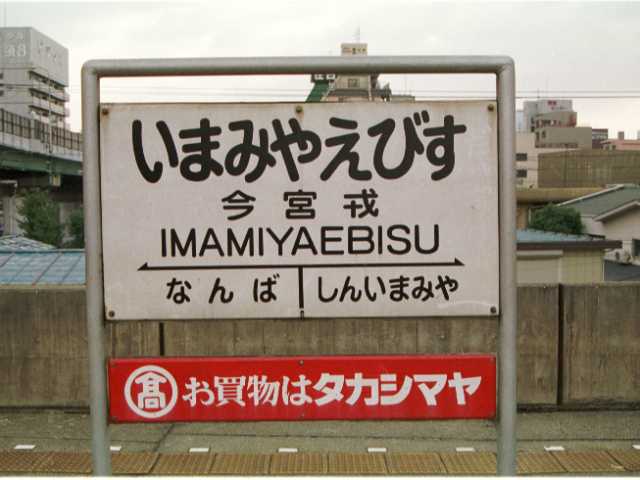 いまみやえびす
今宮戎
IMAMIYAEBISU
なんば しんいまみや
髙 お買物はタカシマヤ